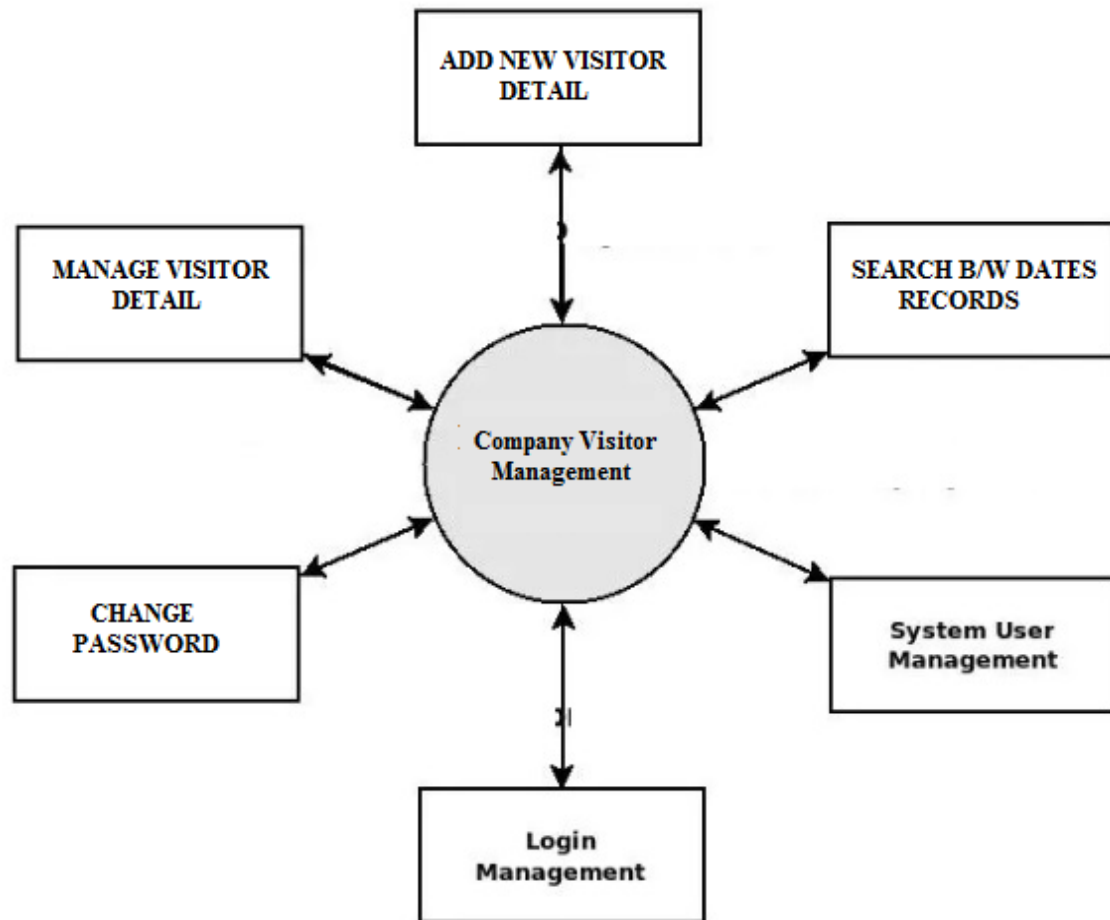 ADD NEW VISITOR
DETAIL
MANAGE VISITOR
DETAIL
SEARCH B/W DATES
RECORDS
Company Visitor
Management
CHANGE
PASSWORD
System User
Management
Login
Management